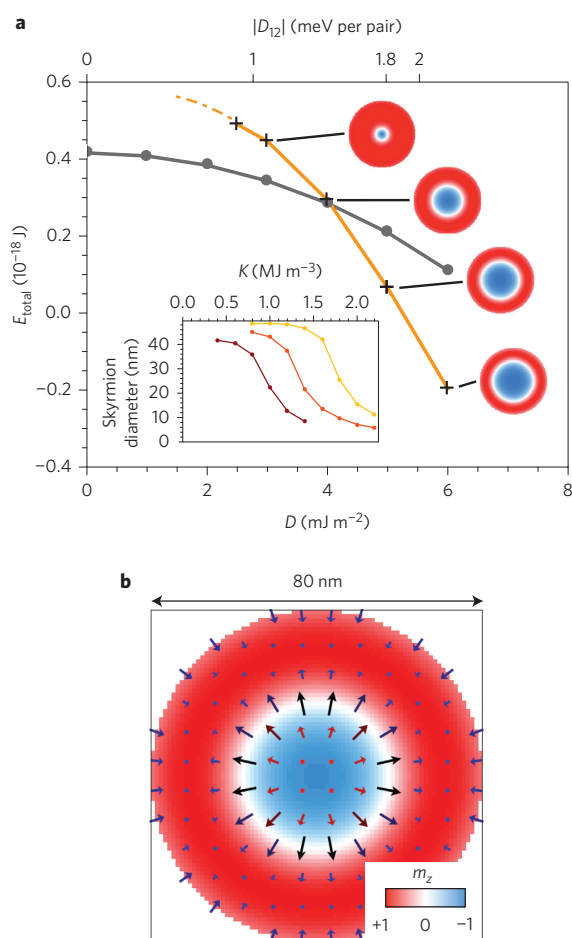 a
|D₁₂| (meV per pair)
0 1 1.8 2
0.6
0.4
0.2
0.0
−0.2
−0.4
E_total (10⁻¹⁸ J)
K (MJ m⁻³)
0.0 0.5 1.0 1.5 2.0
40
30
20
10
0
Skyrmion
diameter (nm)
0 2 4 6 8
D (mJ m⁻²)
b
80 nm
m_z
+1 0 −1